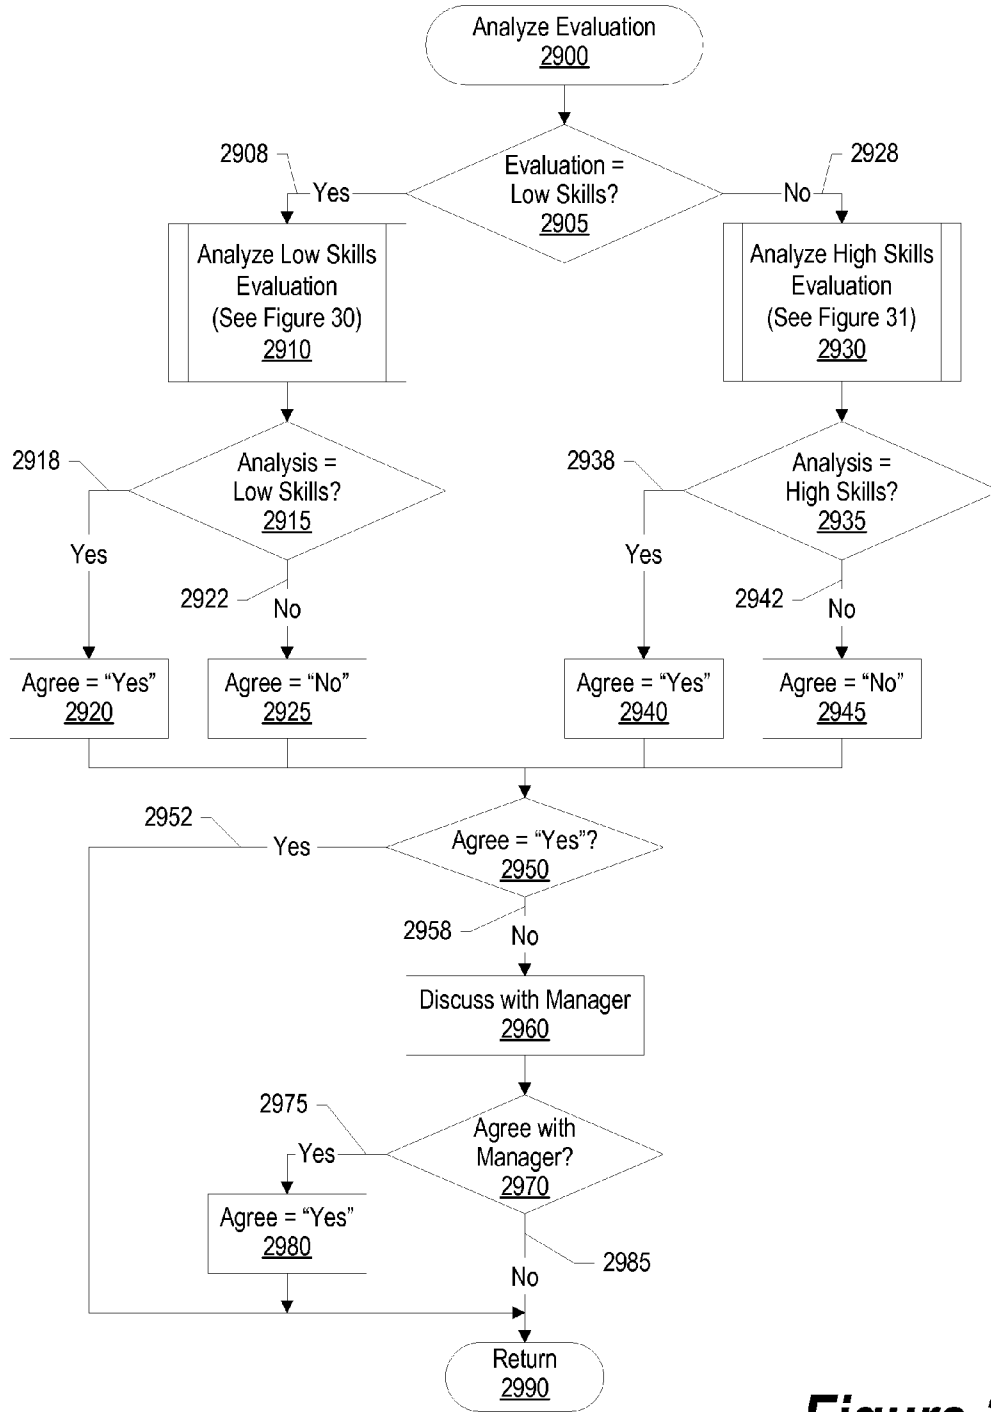 Analyze Evaluation
2900
2908
2928
Evaluation =
Low Skills?
2905
Yes
No
Analyze Low Skills
Evaluation
(See Figure 30)
2910
Analyze High Skills
Evaluation
(See Figure 31)
2930
2918
Analysis =
Low Skills?
2915
2938
Analysis =
High Skills?
2935
Yes
2922
No
Yes
2942
No
Agree = “Yes”
2920
Agree = “No”
2925
Agree = “Yes”
2940
Agree = “No”
2945
2952
Yes
Agree = “Yes”?
2950
2958
No
Discuss with Manager
2960
2975
Yes
Agree with
Manager?
2970
Agree = “Yes”
2980
2985
No
Return
2990
Figure